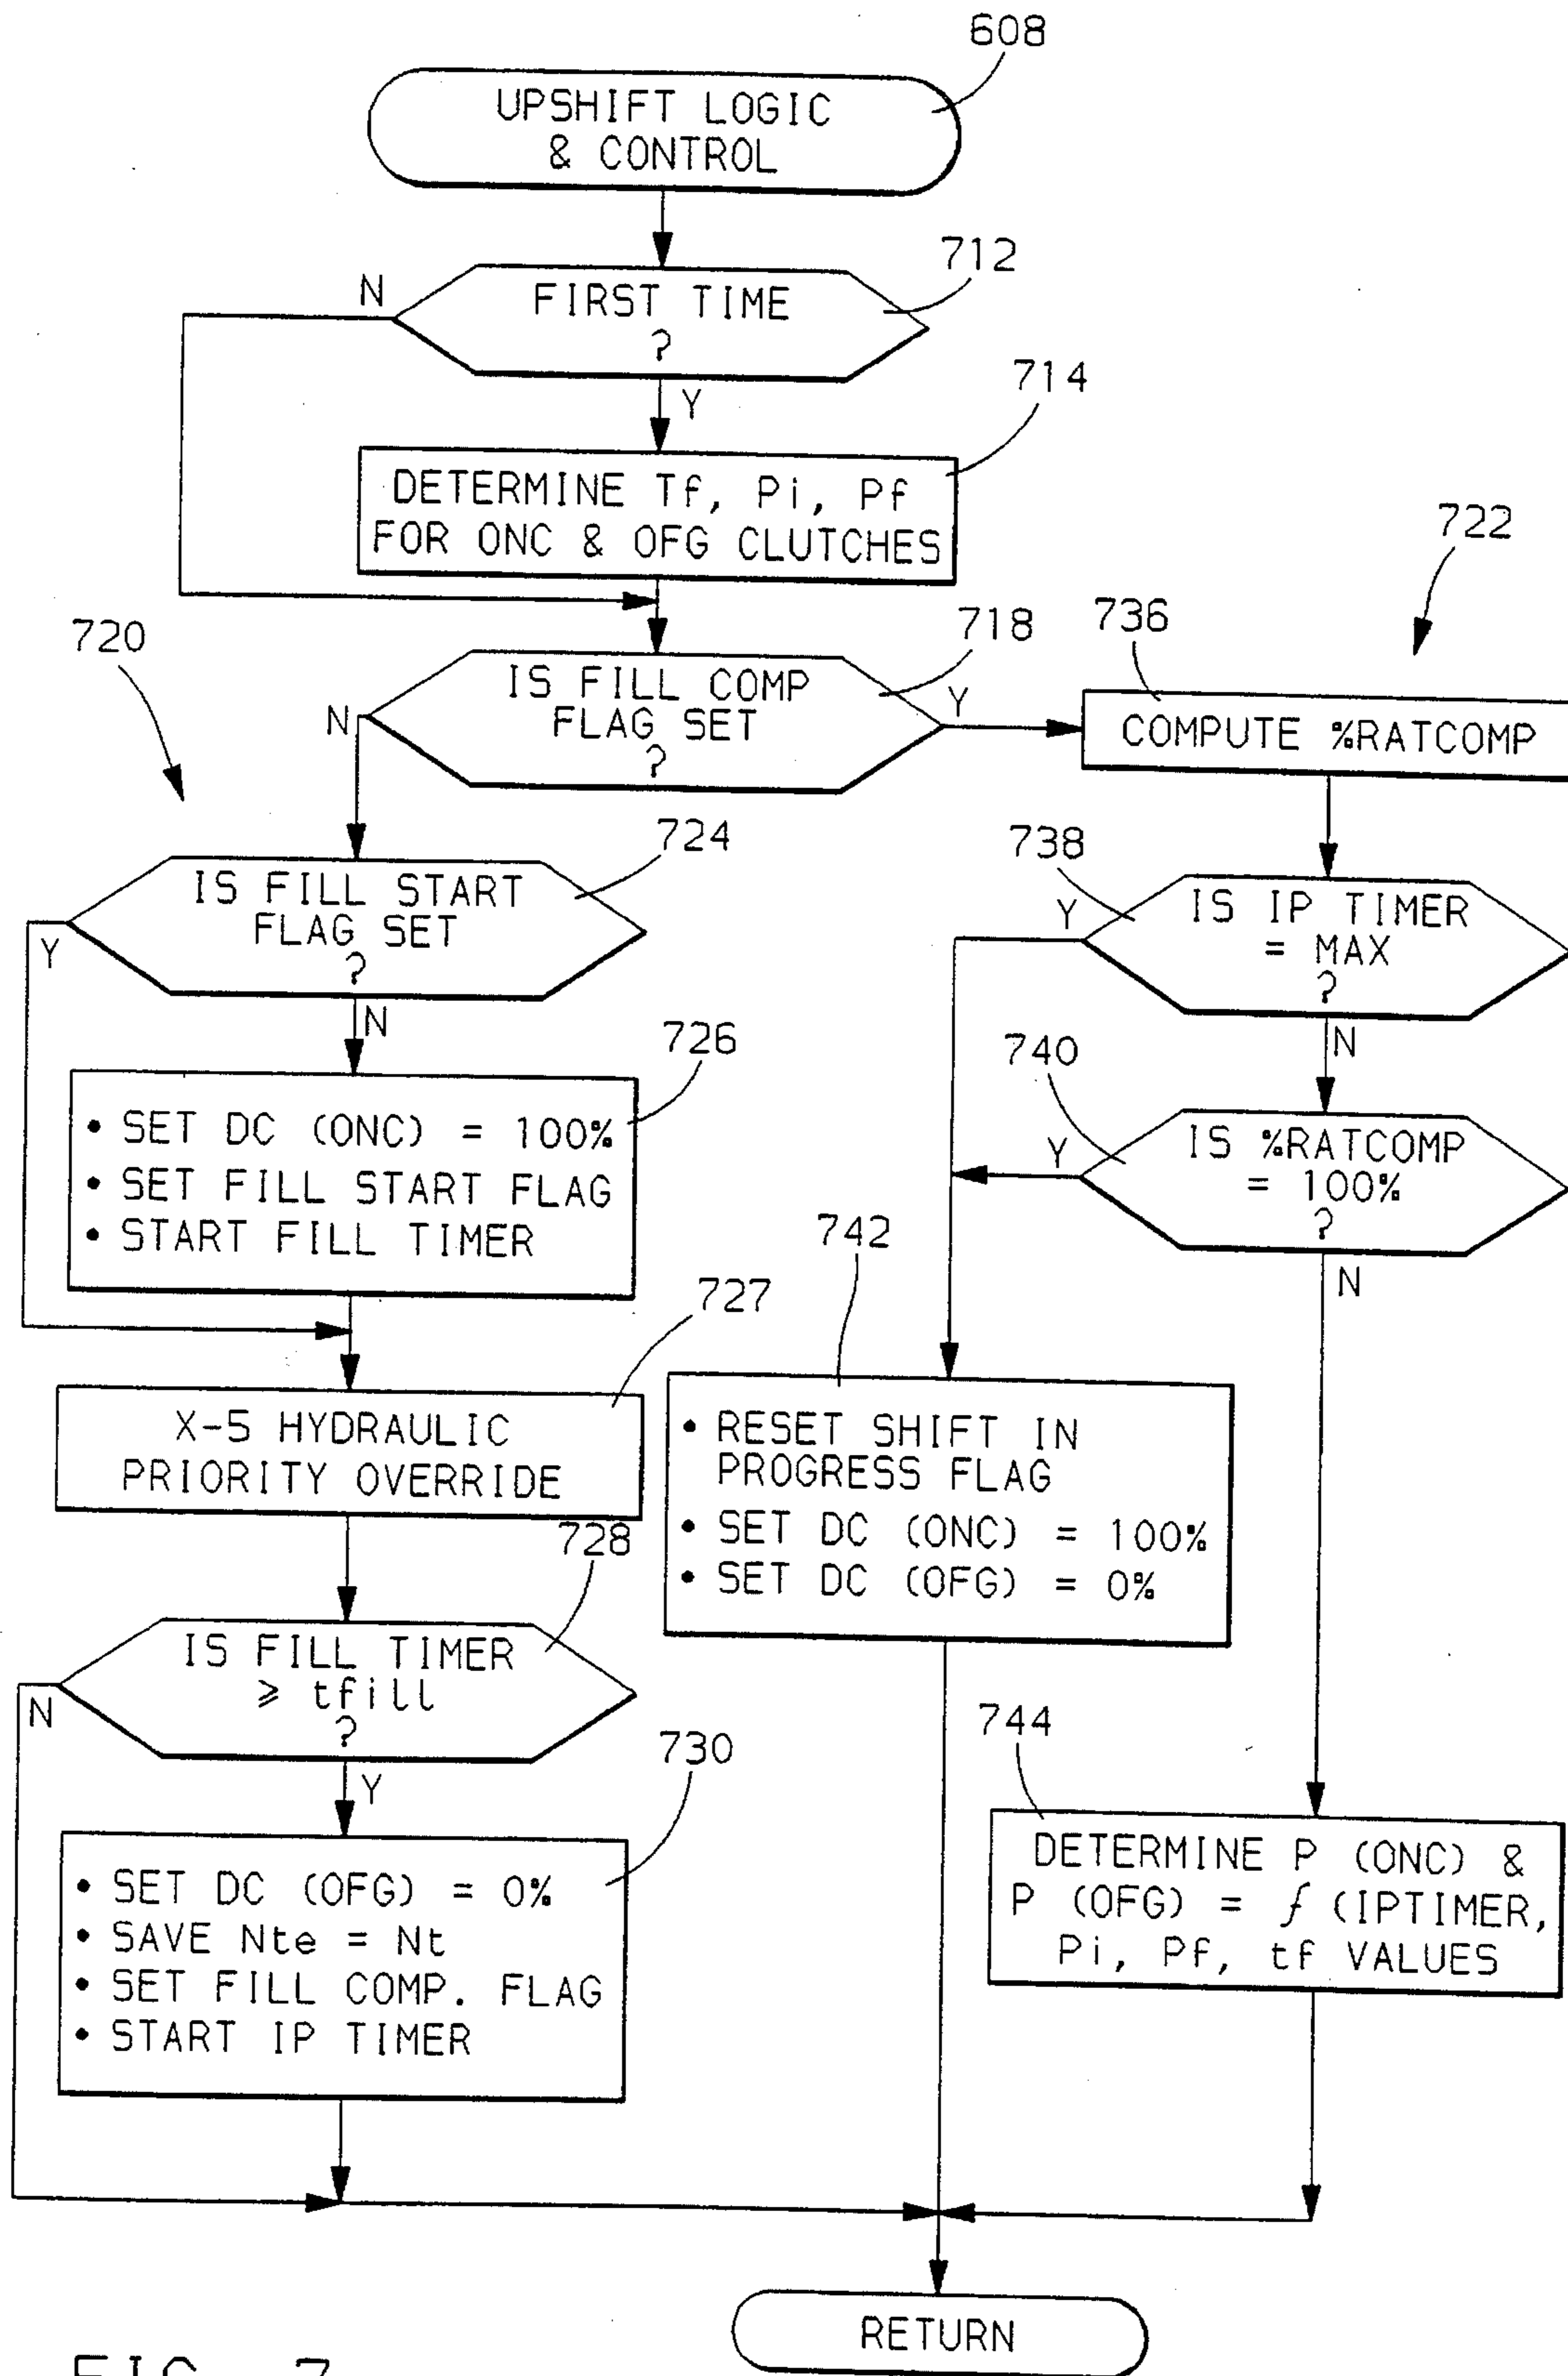 608
UPSHIFT LOGIC
& CONTROL
712
N
FIRST TIME
?
Y
714
DETERMINE Tf, Pi, Pf
FOR ONC & OFG CLUTCHES
722
720
718
736
IS FILL COMP
FLAG SET
?
N
Y
COMPUTE %RATCOMP
724
IS FILL START
FLAG SET
?
Y
N
738
IS IP TIMER
= MAX
?
Y
N
726
• SET DC (ONC) = 100%
• SET FILL START FLAG
• START FILL TIMER
740
IS %RATCOMP
= 100%
?
Y
N
727
X-5 HYDRAULIC
PRIORITY OVERRIDE
742
• RESET SHIFT IN
PROGRESS FLAG
• SET DC (ONC) = 100%
• SET DC (OFG) = 0%
728
IS FILL TIMER
≥ tfill
?
N
Y
730
• SET DC (OFG) = 0%
• SAVE Nte = Nt
• SET FILL COMP. FLAG
• START IP TIMER
744
DETERMINE P (ONC) &
P (OFG) = ƒ (IPTIMER,
Pi, Pf, tf VALUES
RETURN
FIG. 7